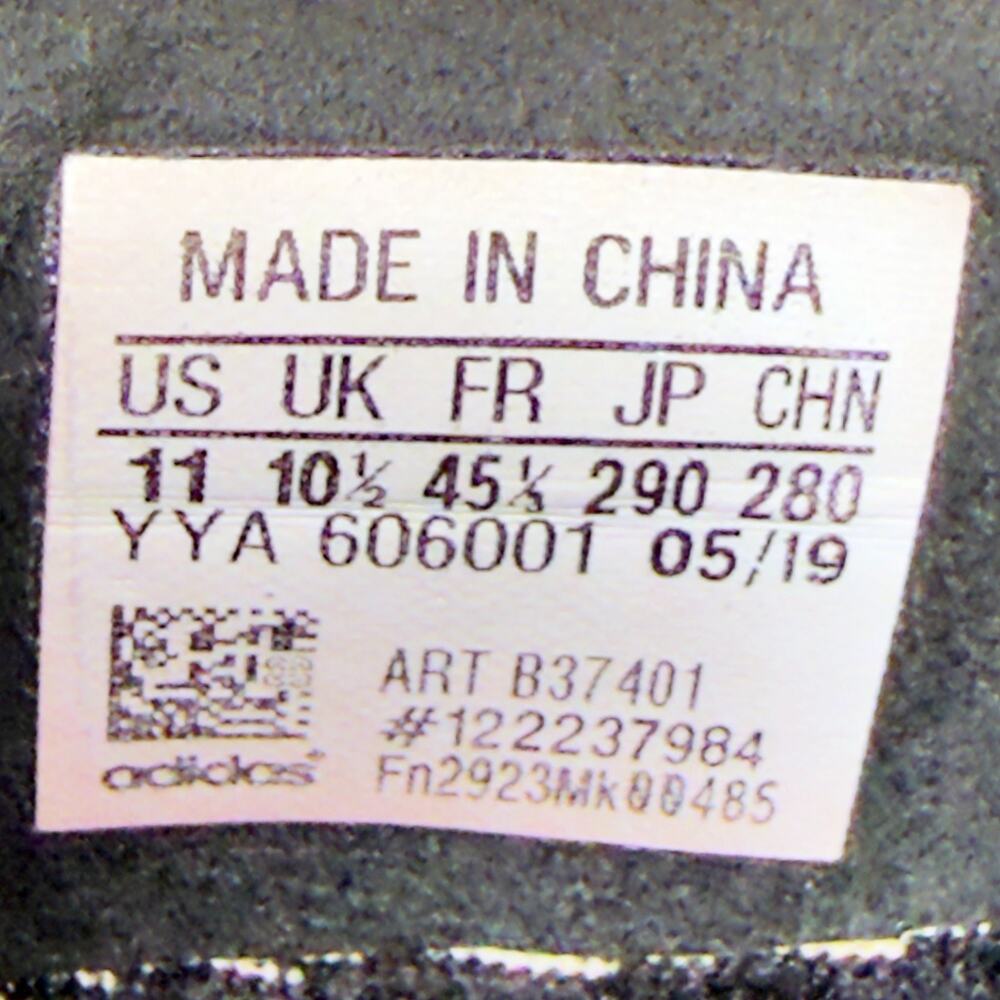 MADE IN CHINA
US UK FR JP CHN
11 10½ 45⅓ 290 280
YYA 606001 05/19
ART B37401
#122237984
Fn2923Mk00485
adidas